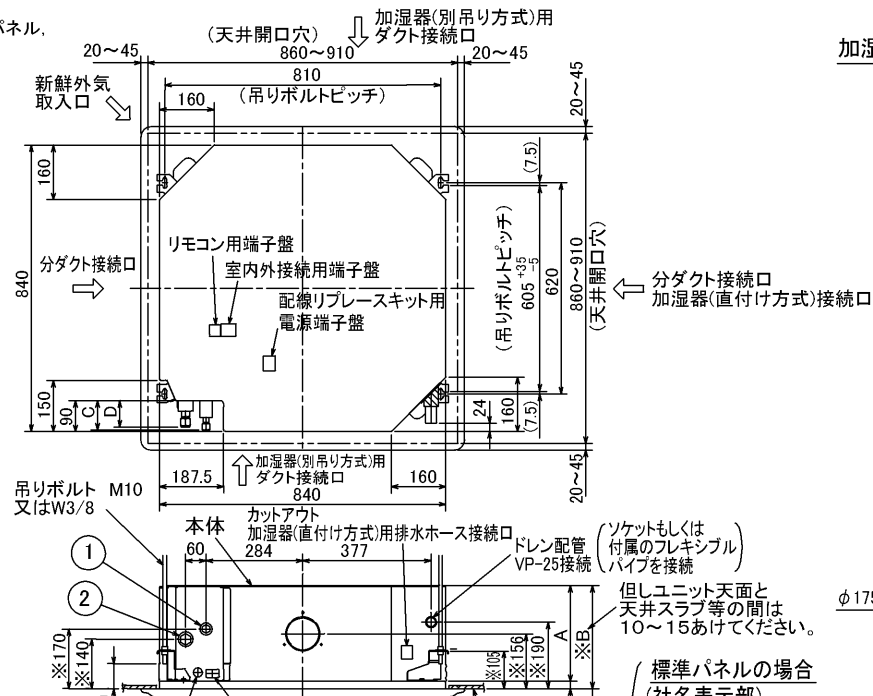 パネル,
(天井開口穴)
加湿器(別吊り方式)用
ダクト接続口
20~45
860~910
20~45
810
(吊りボルトピッチ)
新鮮外気
取入口
160
加湿
20~45
(7.5)
160
840
リモコン用端子盤
分ダクト接続口
室内外接続用端子盤
配線リプレースキット用
電源端子盤
(吊りボルトピッチ)
605 +35 -5
620
860~910
(天井開口穴)
分ダクト接続口
加湿器(直付け方式)接続口
150
90
C
D
24
160
(7.5)
20~45
187.5
加湿器(別吊り方式)用
ダクト接続口
160
840
吊りボルト M10
又はW3/8
本体
カットアウト
加湿器(直付け方式)用排水ホース接続口
60
284
377
ドレン配管
VP-25接続
(ソケットもしくは
付属のフレキシブル
パイプを接続)
1
2
但しユニット天面と
天井スラブ等の間は
10~15あけてください。
φ175
※170
※140
※105
※156
※190
A
※B
標準パネルの場合
(社名表示部)